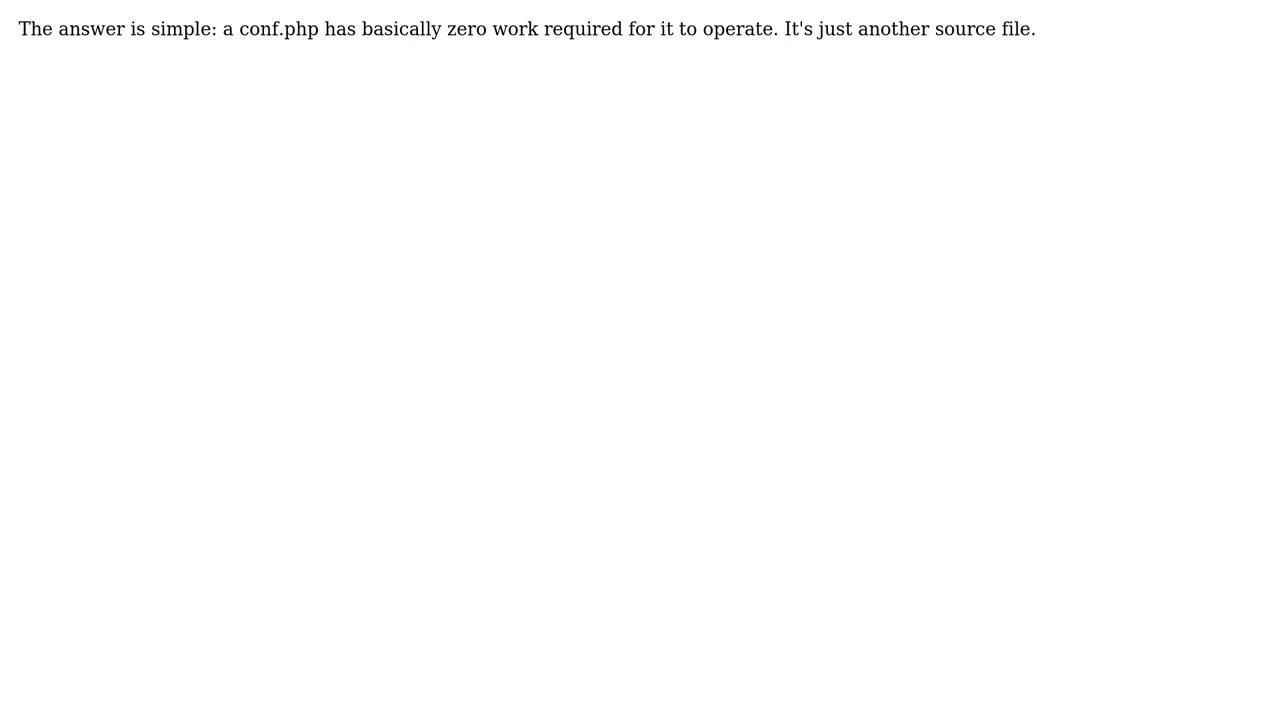 The answer is simple: a conf.php has basically zero work required for it to operate. It's just another source file.